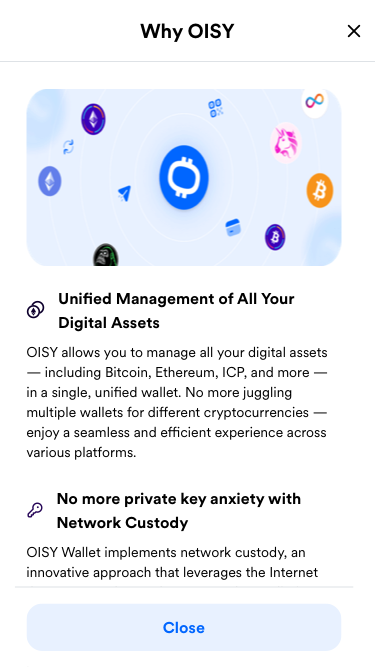 Why OISY
Unified Management of All Your
Digital Assets
OISY allows you to manage all your digital assets
— including Bitcoin, Ethereum, ICP, and more —
in a single, unified wallet. No more juggling
multiple wallets for different cryptocurrencies —
enjoy a seamless and efficient experience across
various platforms.
No more private key anxiety with
Network Custody
OISY Wallet implements network custody, an
innovative approach that leverages the Internet
Close